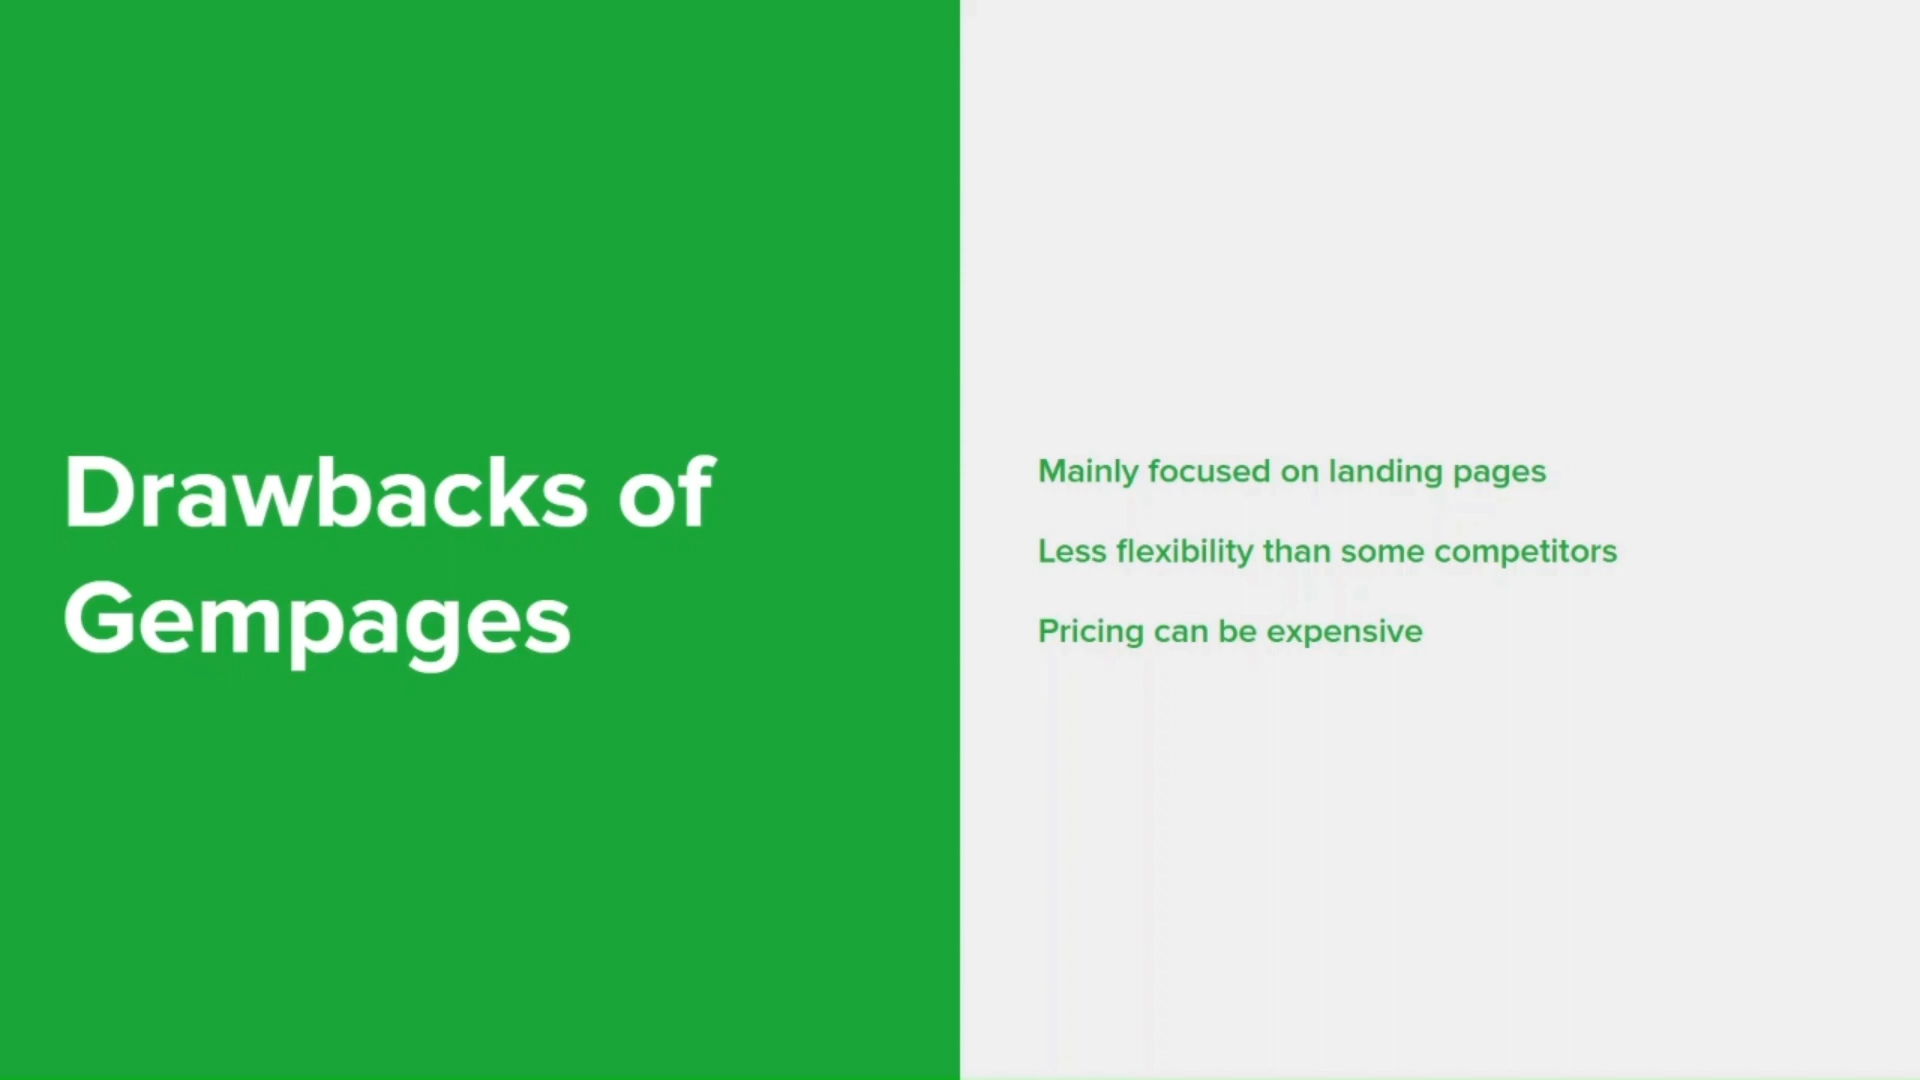 Drawbacks of
Gempages
Mainly focused on landing pages
Less flexibility than some competitors
Pricing can be expensive